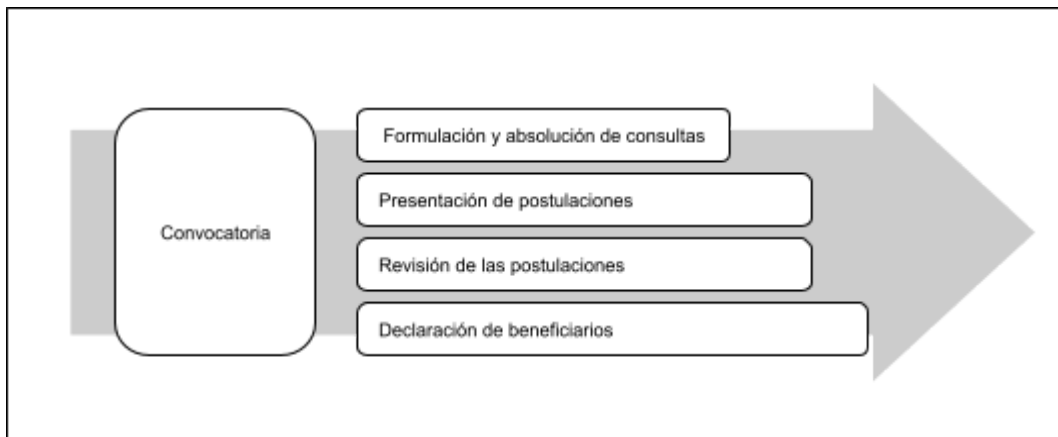 Convocatoria
Formulación y absolución de consultas
Presentación de postulaciones
Revisión de las postulaciones
Declaración de beneficiarios